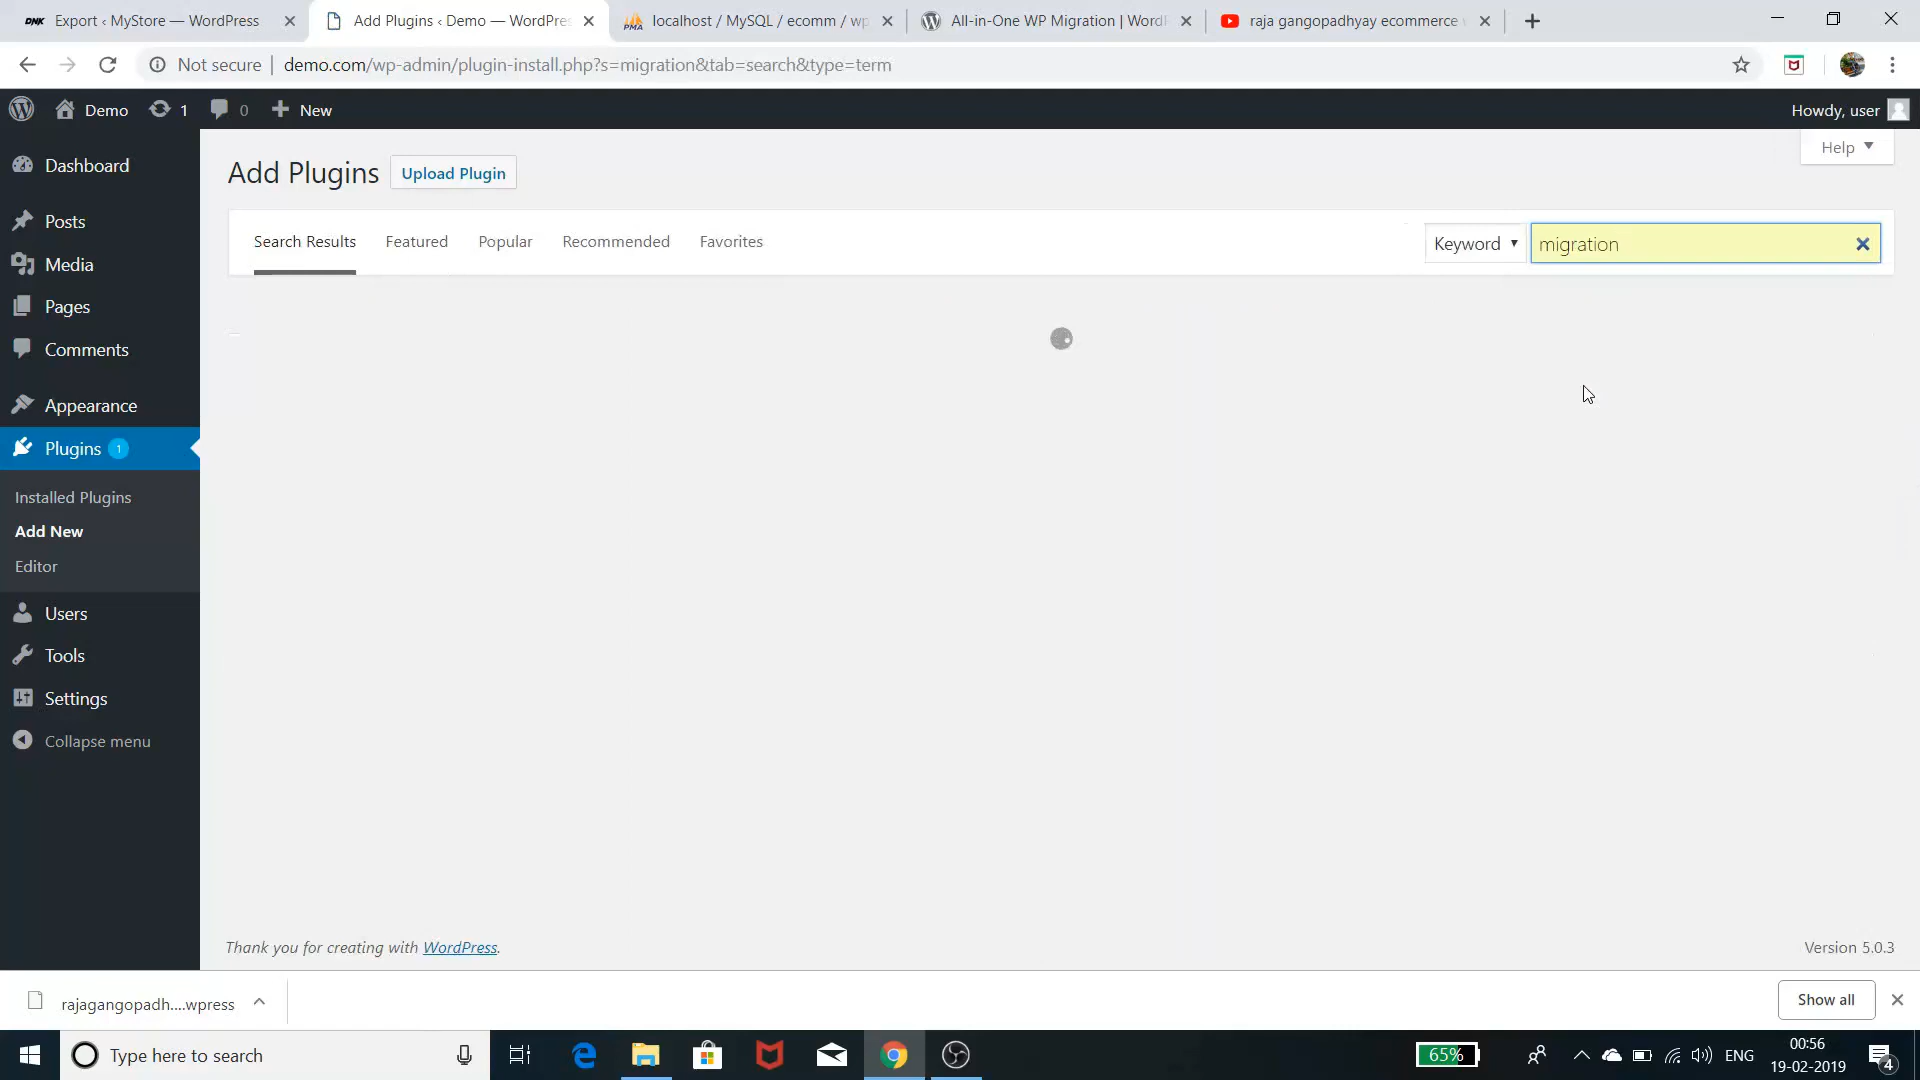 DNK Export ‹ MyStore — WordPress
Add Plugins ‹ Demo — WordPres
PMA localhost / MySQL / ecomm / wp
All-in-One WP Migration | Word
raja gangopadhyay ecommerce
Not secure | demo.com/wp-admin/plugin-install.php?s=migration&tab=search&type=term
Demo 1 0 New
Howdy, user
Help
Dashboard
Posts
Media
Pages
Comments
Appearance
Plugins 1
Installed Plugins
Add New
Editor
Users
Tools
Settings
Collapse menu
Add Plugins Upload Plugin
Search Results Featured Popular Recommended Favorites
Keyword migration
Thank you for creating with WordPress.
Version 5.0.3
rajagangopadh....wpress
Show all
Type here to search
65%
ENG
00:56
19-02-2019
4